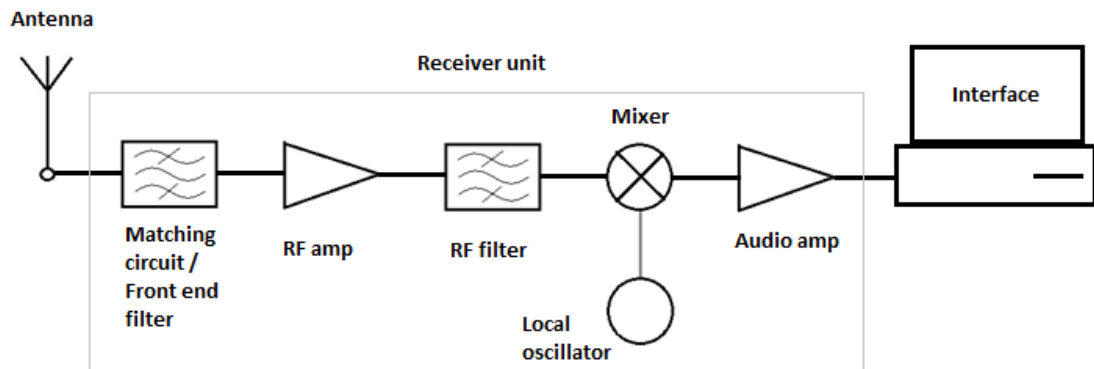 Antenna
Receiver unit
Interface
Mixer
Matching
circuit /
Front end
filter
RF amp
RF filter
Audio amp
Local
oscillator